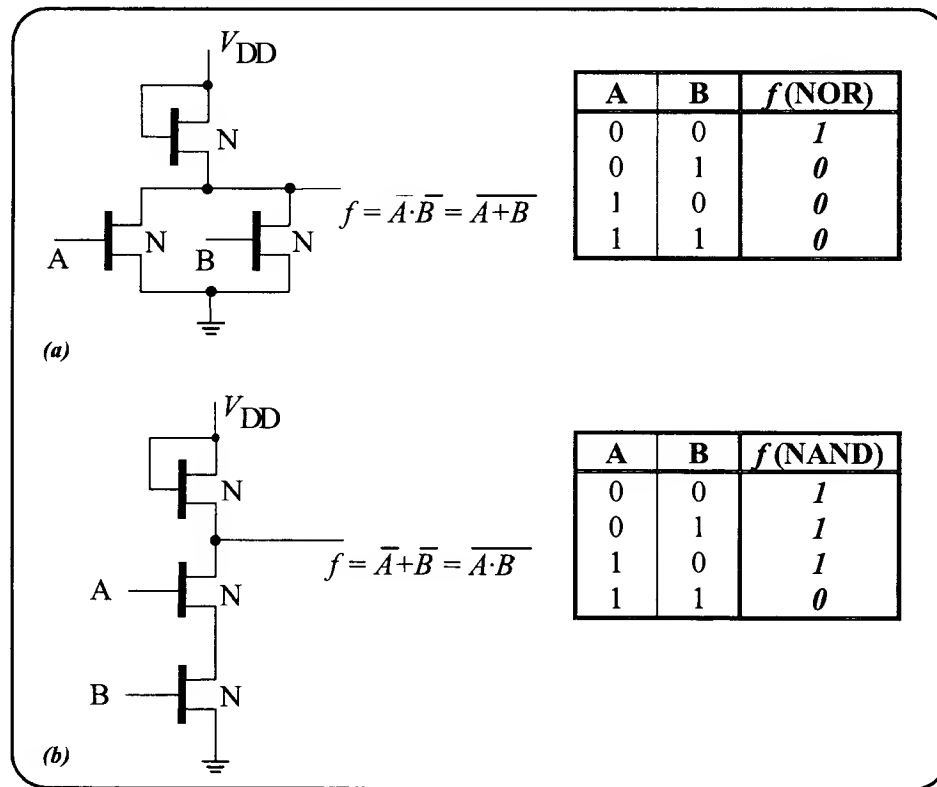 V_DD
N
A N B N
f = A̅·B̅ = A̅+̅B̅
(a)
A B f (NOR)
0 0 1
0 1 0
1 0 0
1 1 0
V_DD
N
f = A̅+B̅ = A̅·̅B̅
A N
B N
(b)
A B f (NAND)
0 0 1
0 1 1
1 0 1
1 1 0